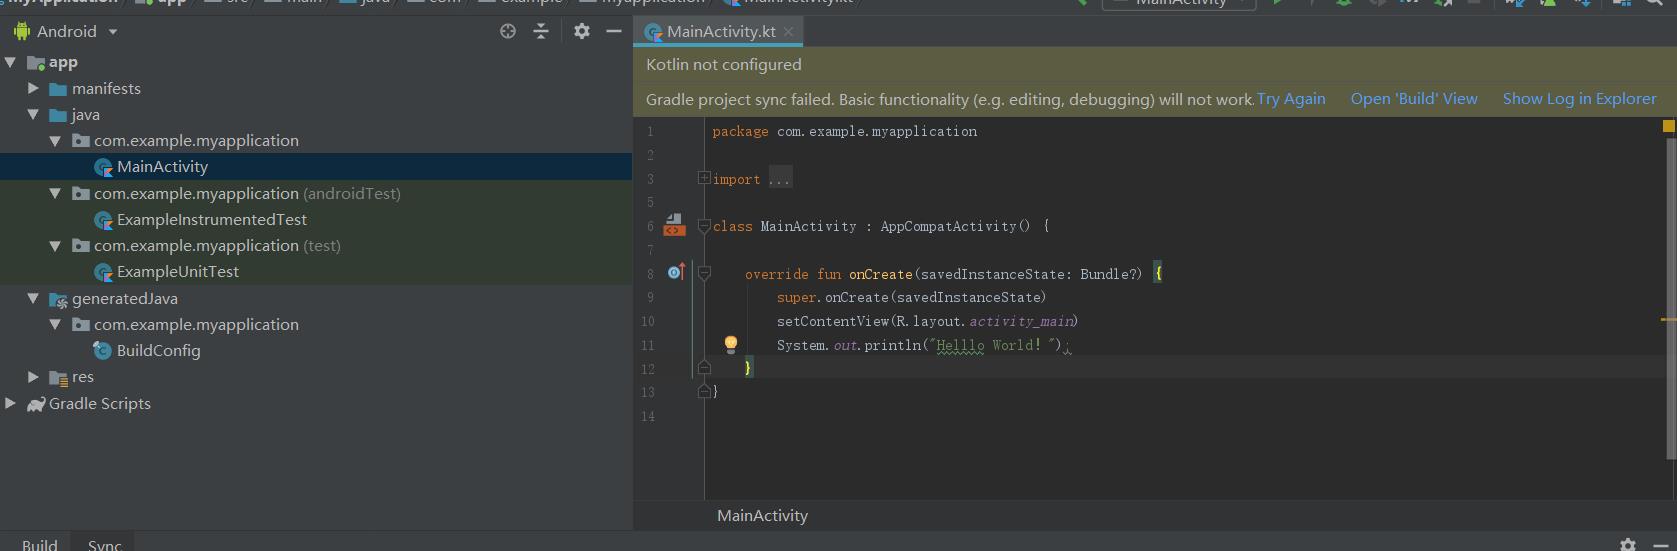 MyApplication app src main java com example myapplication MainActivity.kt MainActivity
Android
MainActivity.kt
app
manifests
java
com.example.myapplication
MainActivity
com.example.myapplication (androidTest)
ExampleInstrumentedTest
com.example.myapplication (test)
ExampleUnitTest
generatedJava
com.example.myapplication
BuildConfig
res
Gradle Scripts
Kotlin not configured
Gradle project sync failed. Basic functionality (e.g. editing, debugging) will not work. Try Again Open 'Build' View Show Log in Explorer
1 package com.example.myapplication
2
3 import ...
5
6 class MainActivity : AppCompatActivity() {
7
8 override fun onCreate(savedInstanceState: Bundle?) {
9 super.onCreate(savedInstanceState)
10 setContentView(R.layout.activity_main)
11 System.out.println("Helllo World! ");
12 }
13 }
14
MainActivity
Build Sync